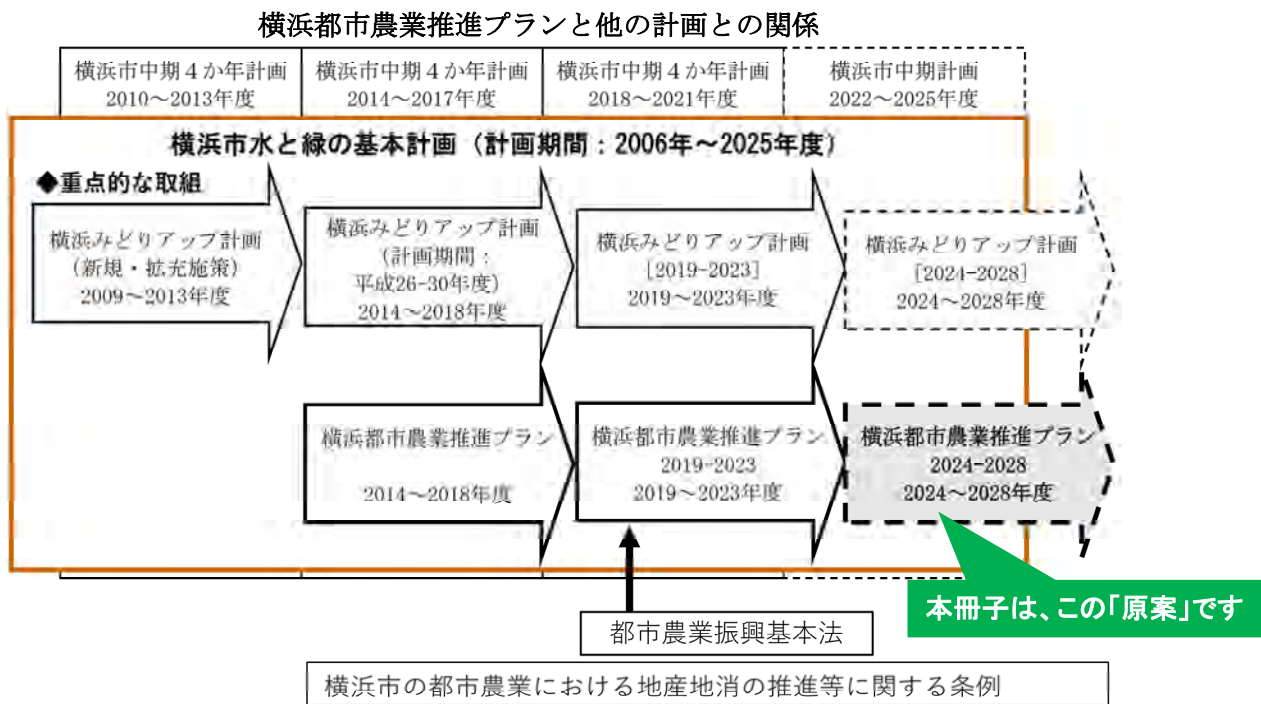 横浜都市農業推進プランと他の計画との関係
横浜市中期４か年計画
2010～2013年度
横浜市中期４か年計画
2014～2017年度
横浜市中期４か年計画
2018～2021年度
横浜市中期計画
2022～2025年度
横浜市水と緑の基本計画（計画期間：2006年～2025年度）
◆重点的な取組
横浜みどりアップ計画
（新規・拡充施策）
2009～2013年度
横浜みどりアップ計画
（計画期間：
平成26-30年度）
2014～2018年度
横浜みどりアップ計画
[2019-2023]
2019～2023年度
横浜みどりアップ計画
[2024-2028]
2024～2028年度
横浜都市農業推進プラン
2014～2018年度
横浜都市農業推進プラン
2019-2023
2019～2023年度
横浜都市農業推進プラン
2024-2028
2024～2028年度
本冊子は、この「原案」です
都市農業振興基本法
横浜市の都市農業における地産地消の推進等に関する条例